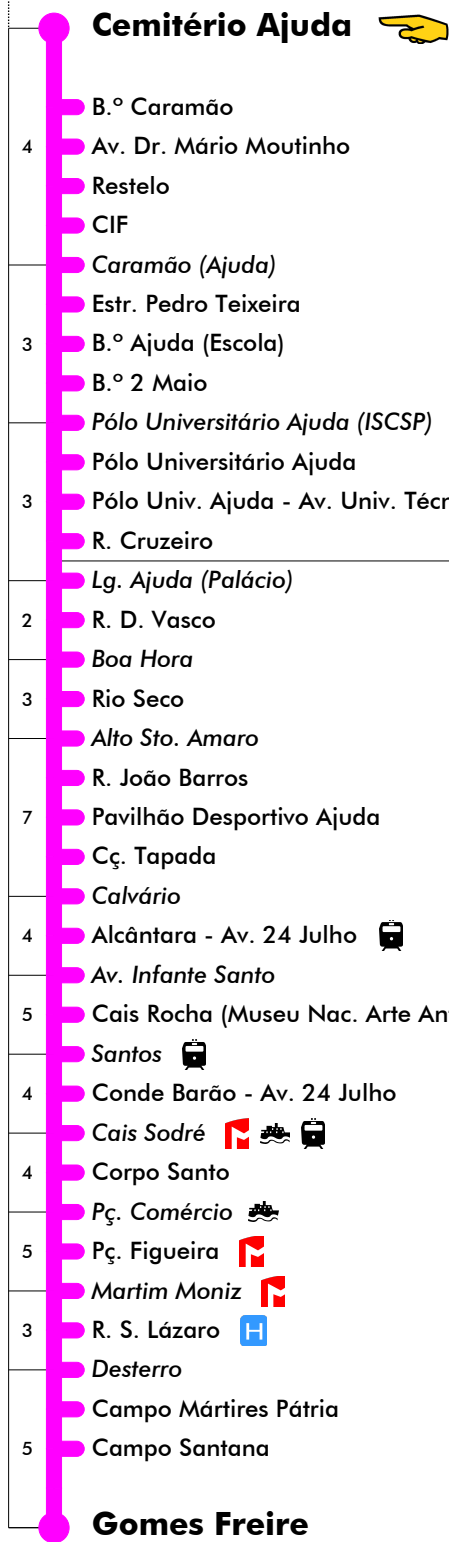 Cemitério Ajuda
B.º Caramão
4 Av. Dr. Mário Moutinho
Restelo
CIF
Caramão (Ajuda)
Estr. Pedro Teixeira
3 B.º Ajuda (Escola)
B.º 2 Maio
Pólo Universitário Ajuda (ISCSP)
Pólo Universitário Ajuda
3 Pólo Univ. Ajuda - Av. Univ.
R. Cruzeiro
Lg. Ajuda (Palácio)
2 R. D. Vasco
Boa Hora
3 Rio Seco
Alto Sto. Amaro
R. João Barros
7 Pavilhão Desportivo Ajuda
Cç. Tapada
Calvário
4 Alcântara - Av. 24 Julho
Av. Infante Santo
5 Cais Rocha (Museu Nac. Arte
Santos
4 Conde Barão - Av. 24 Julho
Cais Sodré
4 Corpo Santo
Pç. Comércio
5 Pç. Figueira
Martim Moniz
3 R. S. Lázaro H
Desterro
Campo Mártires Pátria
5 Campo Santana
Gomes Freire